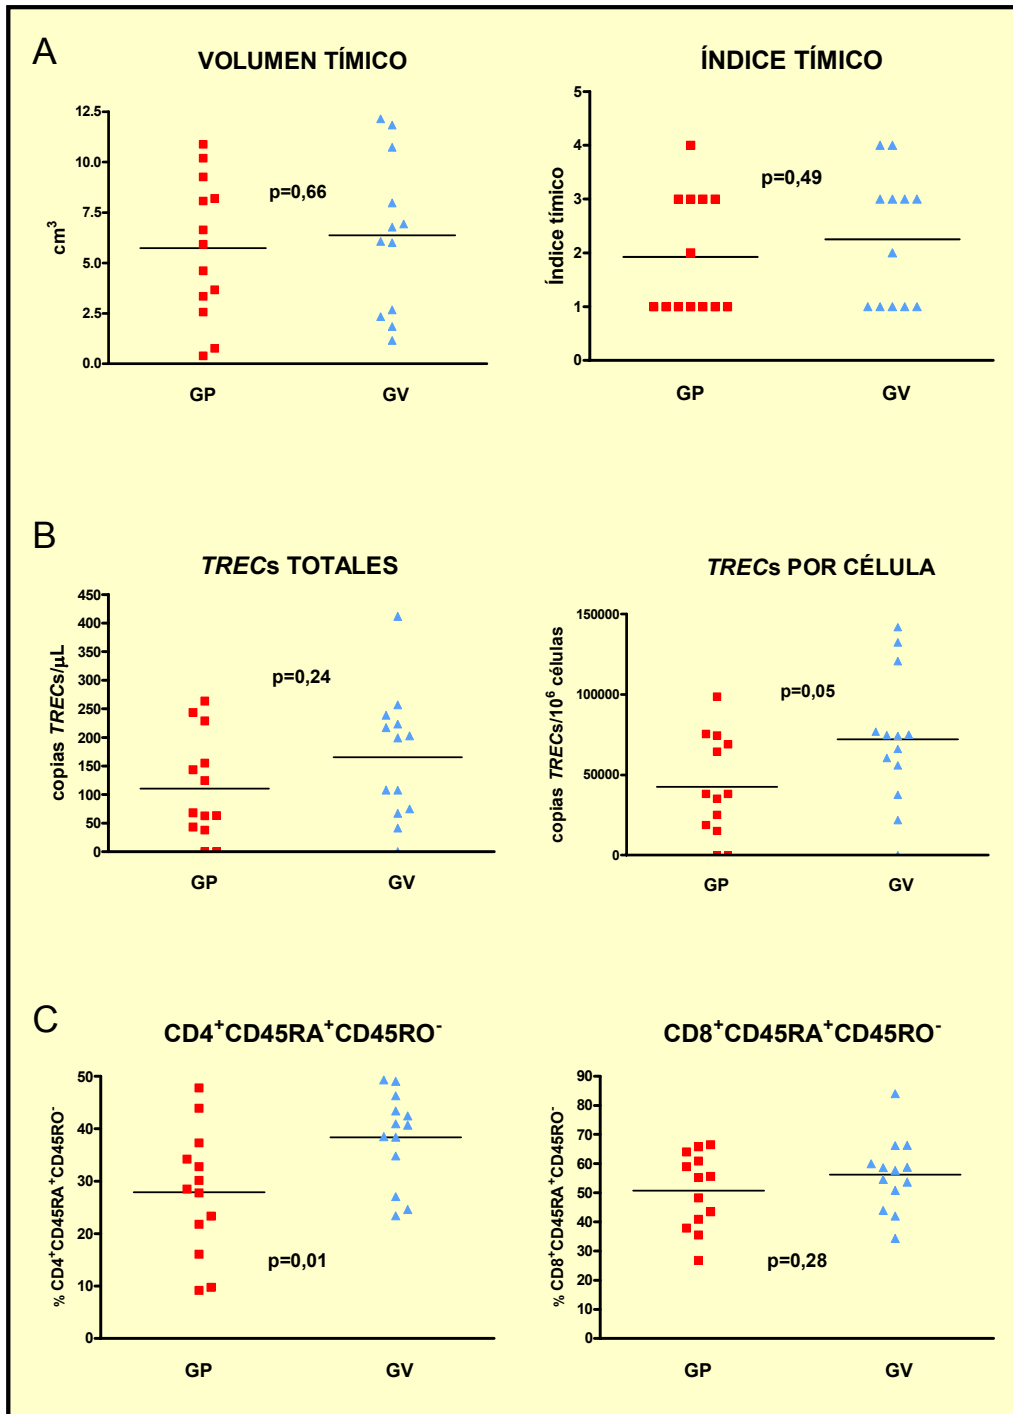 A
VOLUMEN TÍMICO
cm³
12.5
10.0
7.5
5.0
2.5
0.0
p=0,66
GP
GV
ÍNDICE TÍMICO
Índice tímico
5
4
3
2
1
0
p=0,49
GP
GV
B
TRECs TOTALES
copias TRECs/µL
450
400
350
300
250
200
150
100
50
0
p=0,24
GP
GV
TRECs POR CÉLULA
copias TRECs/10⁶ células
150000
100000
50000
0
p=0,05
GP
GV
C
CD4⁺CD45RA⁺CD45RO⁻
% CD4⁺CD45RA⁺CD45RO⁻
50
40
30
20
10
0
p=0,01
GP
GV
CD8⁺CD45RA⁺CD45RO⁻
% CD8⁺CD45RA⁺CD45RO⁻
90
80
70
60
50
40
30
20
10
0
p=0,28
GP
GV